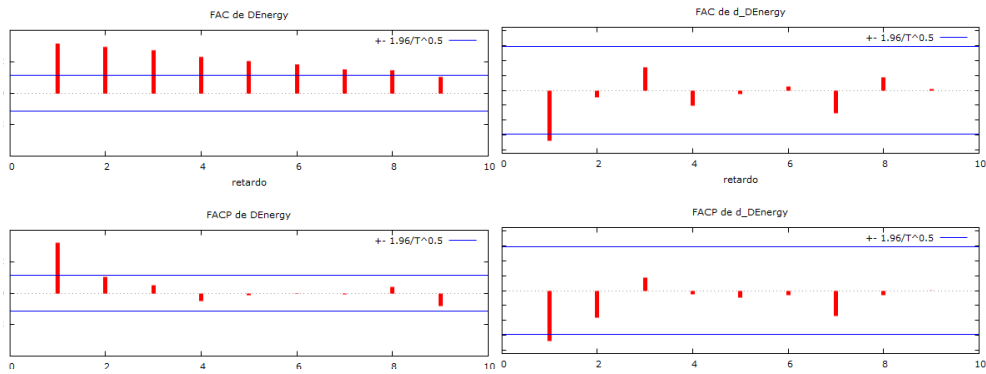 FAC de DEnergy
+- 1.96/T^0.5
0 2 4 6 8 10
retardo
FACP de DEnergy
+- 1.96/T^0.5
0 2 4 6 8 10
FAC de d_DEnergy
+- 1.96/T^0.5
0 2 4 6 8 10
retardo
FACP de d_DEnergy
+- 1.96/T^0.5
0 2 4 6 8 10